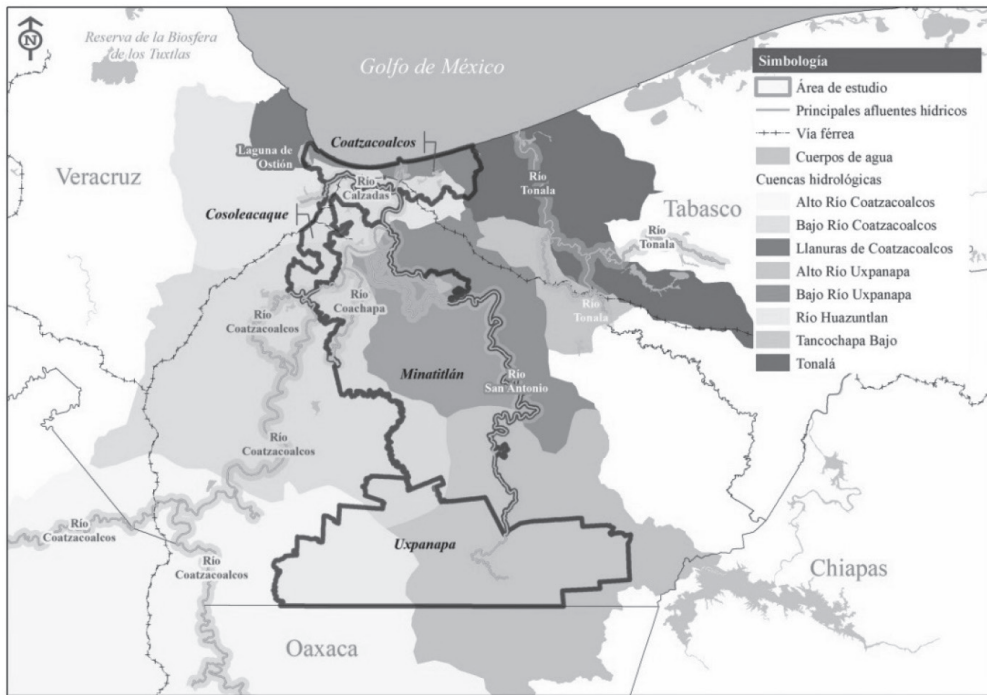 N
Reserva de la Biosfera
de los Tuxtlas
Golfo de México
Simbología
Área de estudio
Principales afluentes hídricos
Vía férrea
Cuerpos de agua
Cuencas hidrológicas
Alto Río Coatzacoalcos
Bajo Río Coatzacoalcos
Llanuras de Coatzacoalcos
Alto Río Uxpanapa
Bajo Río Uxpanapa
Río Huazuntlan
Tancochapa Bajo
Tonalá
Coatzacoalcos
Laguna de
Ostión
Veracruz
Río
Calzadas
Río
Tonala
Tabasco
Cosoleacaque
Río
Tonala
Río
Coachapa
Río
Tonala
Río
Coatzacoalcos
Minatitlán
Río
San Antonio
Río
Coatzacoalcos
Río
Coatzacoalcos
Uxpanapa
Río
Coatzacoalcos
Chiapas
Oaxaca